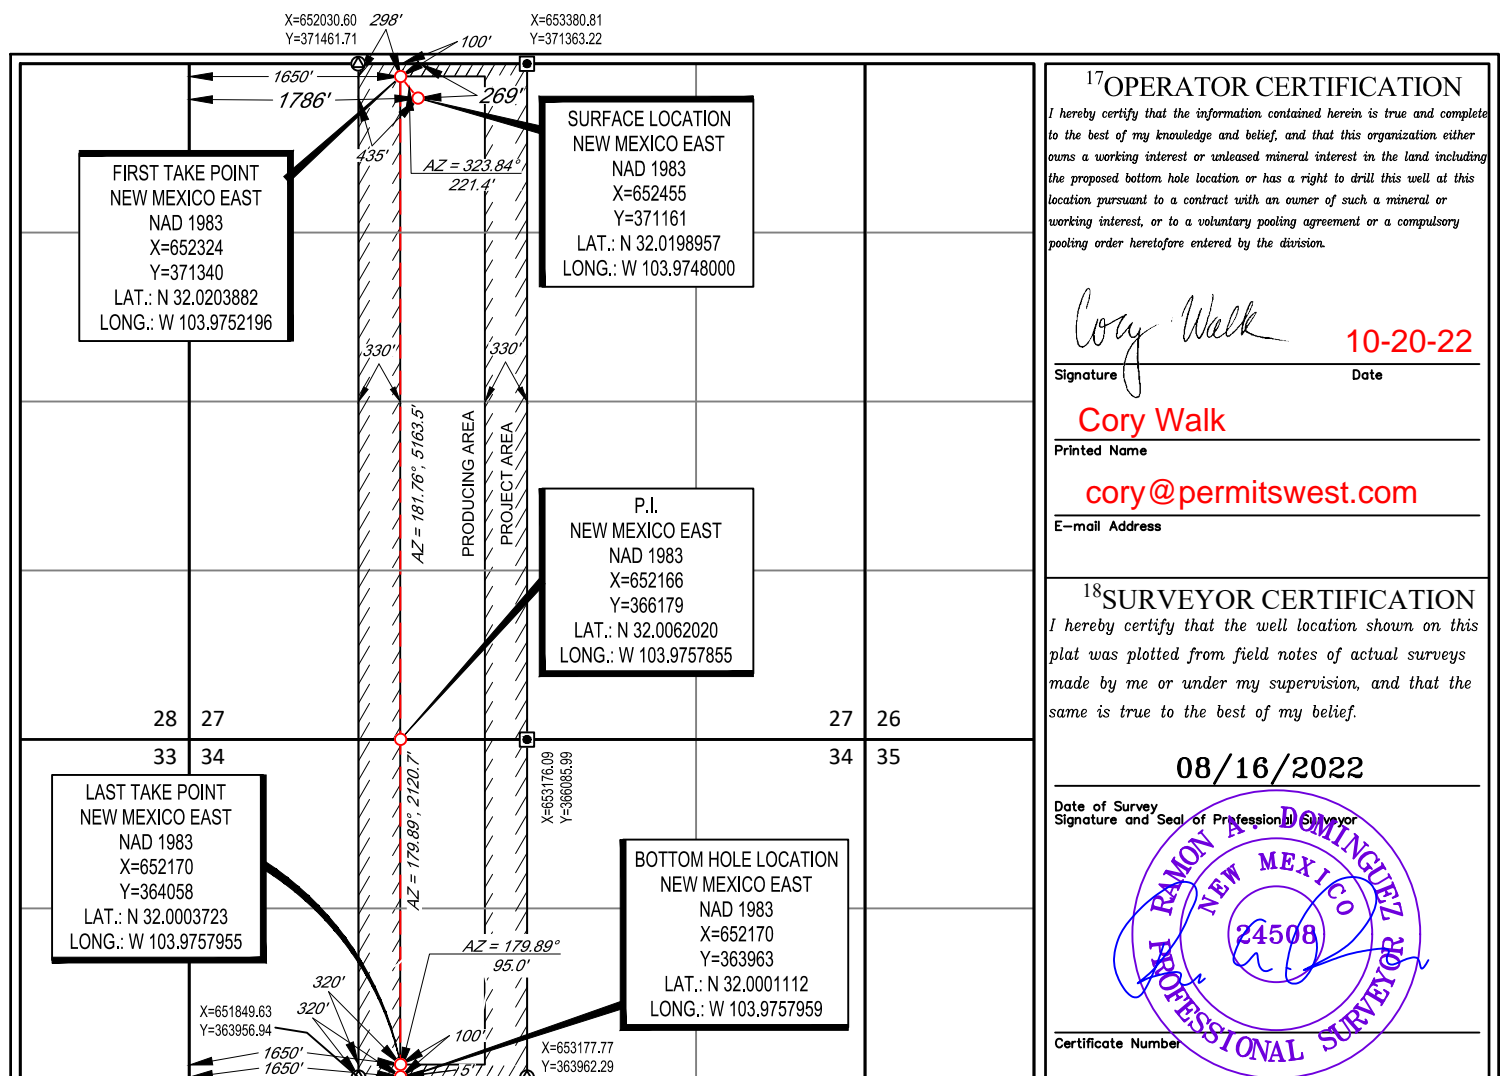 X=652030.60
Y=371461.71
298'
100'
X=653380.81
Y=371363.22
1650'
1786'
269'
435'
AZ = 323.84°
221.4'
FIRST TAKE POINT
NEW MEXICO EAST
NAD 1983
X=652324
Y=371340
LAT.: N 32.0203882
LONG.: W 103.9752196
SURFACE LOCATION
NEW MEXICO EAST
NAD 1983
X=652455
Y=371161
LAT.: N 32.0198957
LONG.: W 103.9748000
330'
330'
AZ = 181.76°, 5163.5'
PRODUCING AREA
PROJECT AREA
P.I.
NEW MEXICO EAST
NAD 1983
X=652166
Y=366179
LAT.: N 32.0062020
LONG.: W 103.9757855
28 27
33 34
27 26
34 35
AZ = 179.89°, 2120.7'
X=653176.09
Y=366085.99
LAST TAKE POINT
NEW MEXICO EAST
NAD 1983
X=652170
Y=364058
LAT.: N 32.0003723
LONG.: W 103.9757955
BOTTOM HOLE LOCATION
NEW MEXICO EAST
NAD 1983
X=652170
Y=363963
LAT.: N 32.0001112
LONG.: W 103.9757959
AZ = 179.89°
95.0'
320'
320'
X=651849.63
Y=363956.94
100'
1650'
1650'
X=653177.77
Y=363962.29
17 OPERATOR CERTIFICATION
I hereby certify that the information contained herein is true and complete
to the best of my knowledge and belief, and that this organization either
owns a working interest or unleased mineral interest in the land including
the proposed bottom hole location or has a right to drill this well at this
location pursuant to a contract with an owner of such a mineral or
working interest, or to a voluntary pooling agreement or a compulsory
pooling order heretofore entered by the division.
Cory Walk
10-20-22
Signature Date
Cory Walk
Printed Name
cory@permitswest.com
E-mail Address
18 SURVEYOR CERTIFICATION
I hereby certify that the well location shown on this
plat was plotted from field notes of actual surveys
made by me or under my supervision, and that the
same is true to the best of my belief.
08/16/2022
Date of Survey
Signature and Seal of Professional Surveyor
RAMON A. DOMINGUEZ
NEW MEXICO
24508
PROFESSIONAL SURVEYOR
Certificate Number